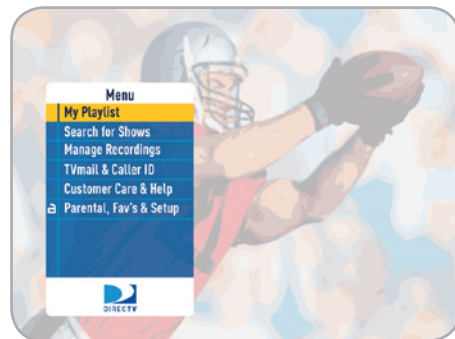 Menu
My Playlist
Search for Shows
Manage Recordings
TVmail & Caller ID
Customer Care & Help
Parental, Fav's & Setup
DIRECTV